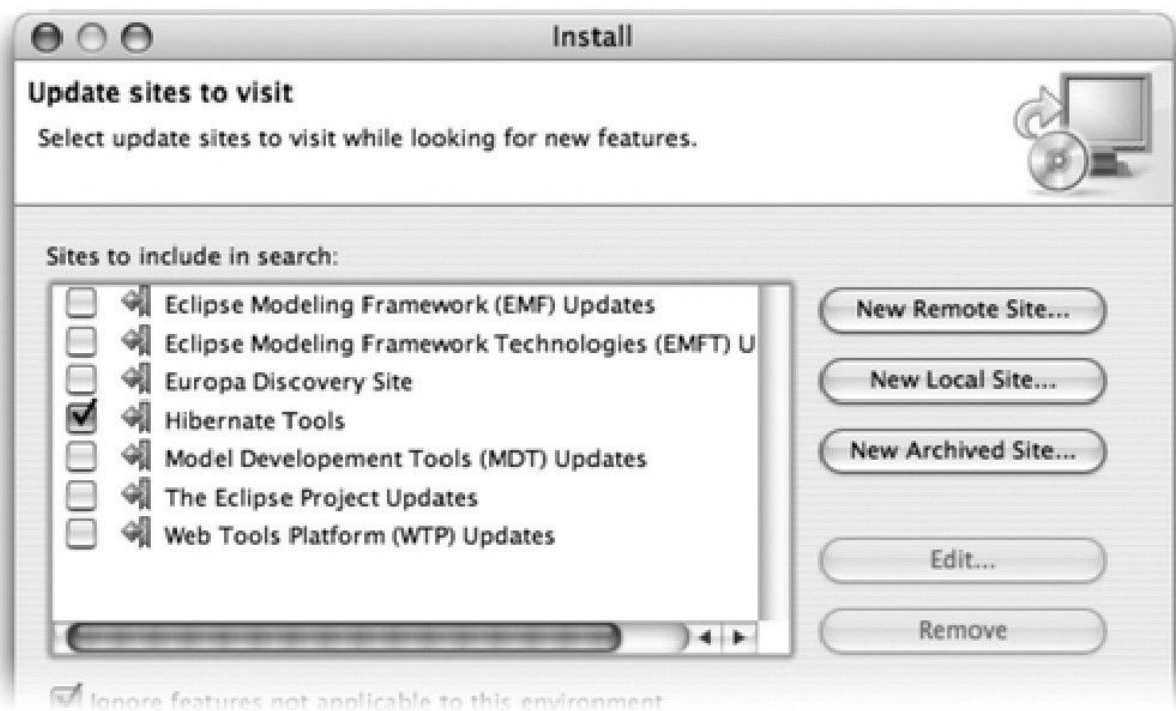 Install
Update sites to visit
Select update sites to visit while looking for new features.
Sites to include in search:
Eclipse Modeling Framework (EMF) Updates
Eclipse Modeling Framework Technologies (EMFT) U
Europa Discovery Site
Hibernate Tools
Model Developement Tools (MDT) Updates
The Eclipse Project Updates
Web Tools Platform (WTP) Updates
New Remote Site...
New Local Site...
New Archived Site...
Edit...
Remove
Ignore features not applicable to this environment